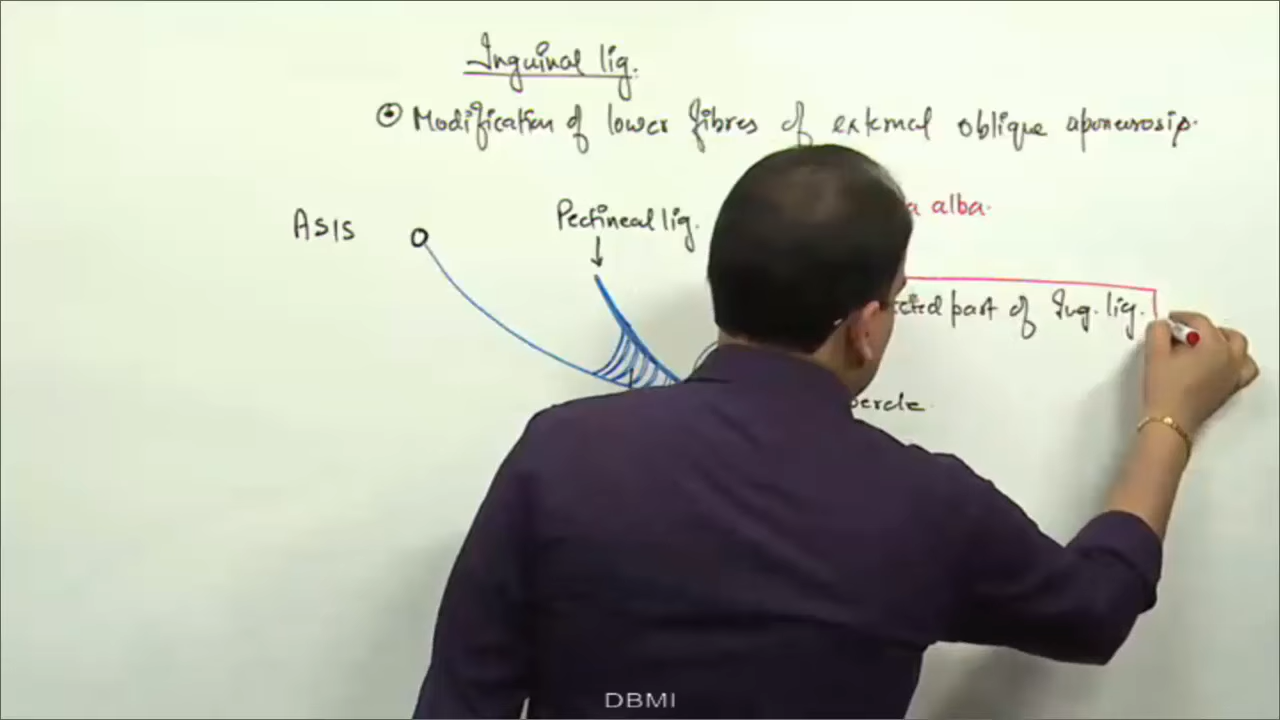 Inguinal lig.
⊙ Modification of lower fibres of external oblique aponeurosis.
alba.
ASIS
Pectineal lig.
part of Ing. lig.
DBMI